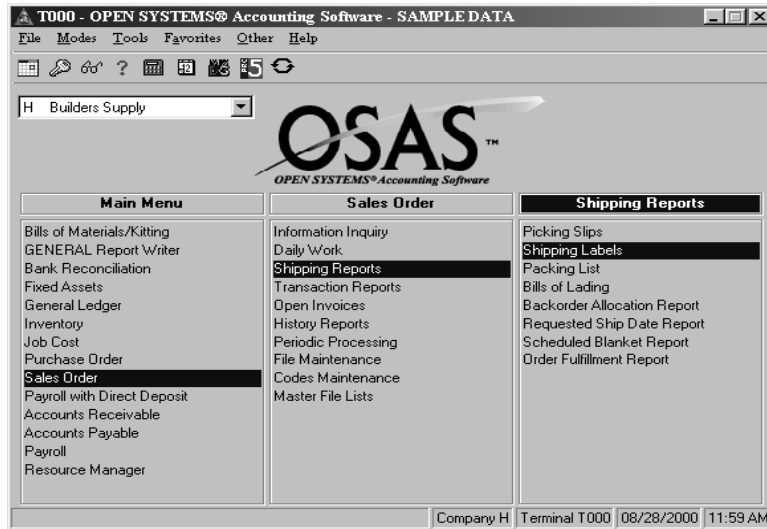 T000 - OPEN SYSTEMS® Accounting Software - SAMPLE DATA
File Modes Tools Favorites Other Help
H Builders Supply
OSAS™
OPEN SYSTEMS® Accounting Software
Main Menu
Bills of Materials/Kitting
GENERAL Report Writer
Bank Reconciliation
Fixed Assets
General Ledger
Inventory
Job Cost
Purchase Order
Sales Order
Payroll with Direct Deposit
Accounts Receivable
Accounts Payable
Payroll
Resource Manager
Sales Order
Information Inquiry
Daily Work
Shipping Reports
Transaction Reports
Open Invoices
History Reports
Periodic Processing
File Maintenance
Codes Maintenance
Master File Lists
Shipping Reports
Picking Slips
Shipping Labels
Packing List
Bills of Lading
Backorder Allocation Report
Requested Ship Date Report
Scheduled Blanket Report
Order Fulfillment Report
Company H Terminal T000 08/28/2000 11:59 AM